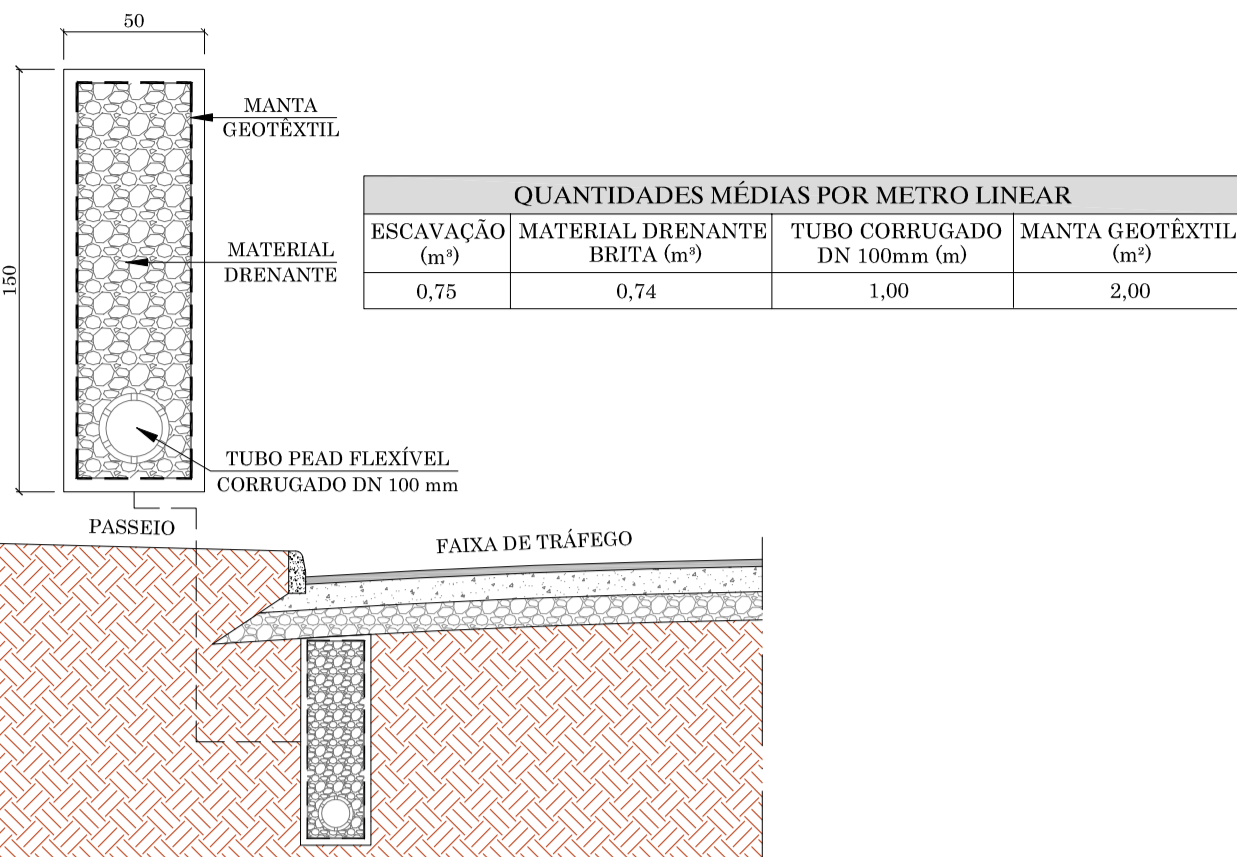 50
150
MANTA
GEOTÊXTIL
MATERIAL
DRENANTE
TUBO PEAD FLEXÍVEL
CORRUGADO DN 100 mm
QUANTIDADES MÉDIAS POR METRO LINEAR
ESCAVAÇÃO
(m³)
MATERIAL DRENANTE
BRITA (m³)
TUBO CORRUGADO
DN 100mm (m)
MANTA GEOTÊXTIL
(m²)
0,75
0,74
1,00
2,00
PASSEIO
FAIXA DE TRÁFEGO